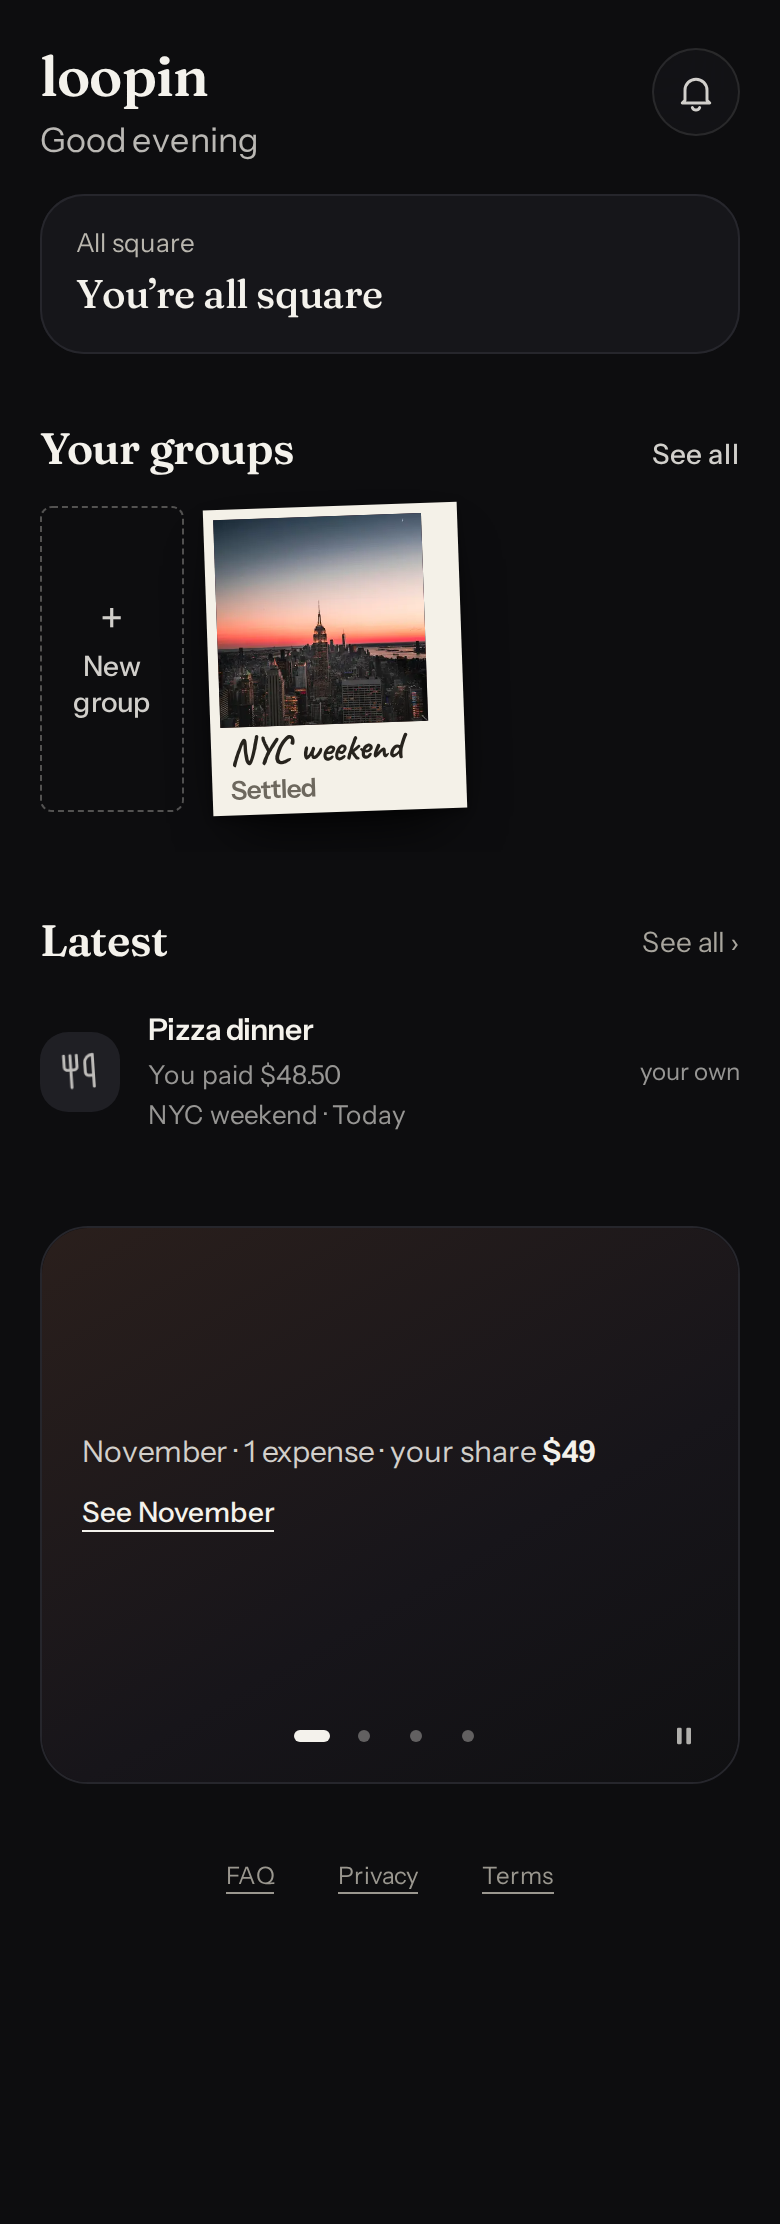 loopin
Good evening
All square
You’re all square
Your groups
See all
+
New
group
NYC weekend
Settled
Latest
See all ›
Pizza dinner
You paid $48.50
your own
NYC weekend · Today
November · 1 expense · your share $49
See November
FAQ
Privacy
Terms